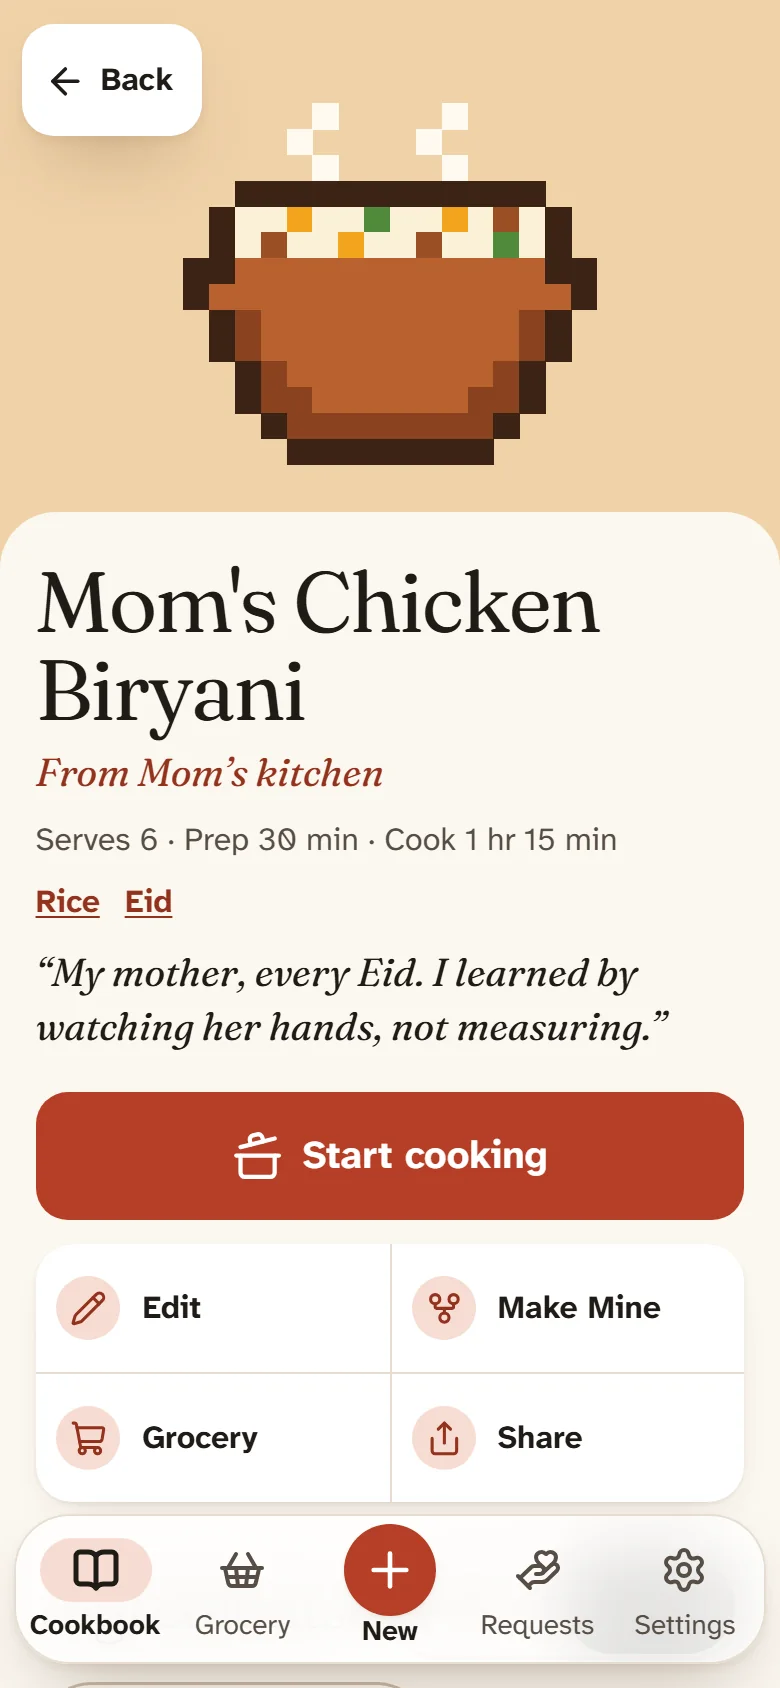 Back
Mom's Chicken
Biryani
From Mom’s kitchen
Serves 6 · Prep 30 min · Cook 1 hr 15 min
Rice Eid
“My mother, every Eid. I learned by
watching her hands, not measuring.”
Start cooking
Edit
Make Mine
Grocery
Share
Cookbook
Grocery
New
Requests
Settings